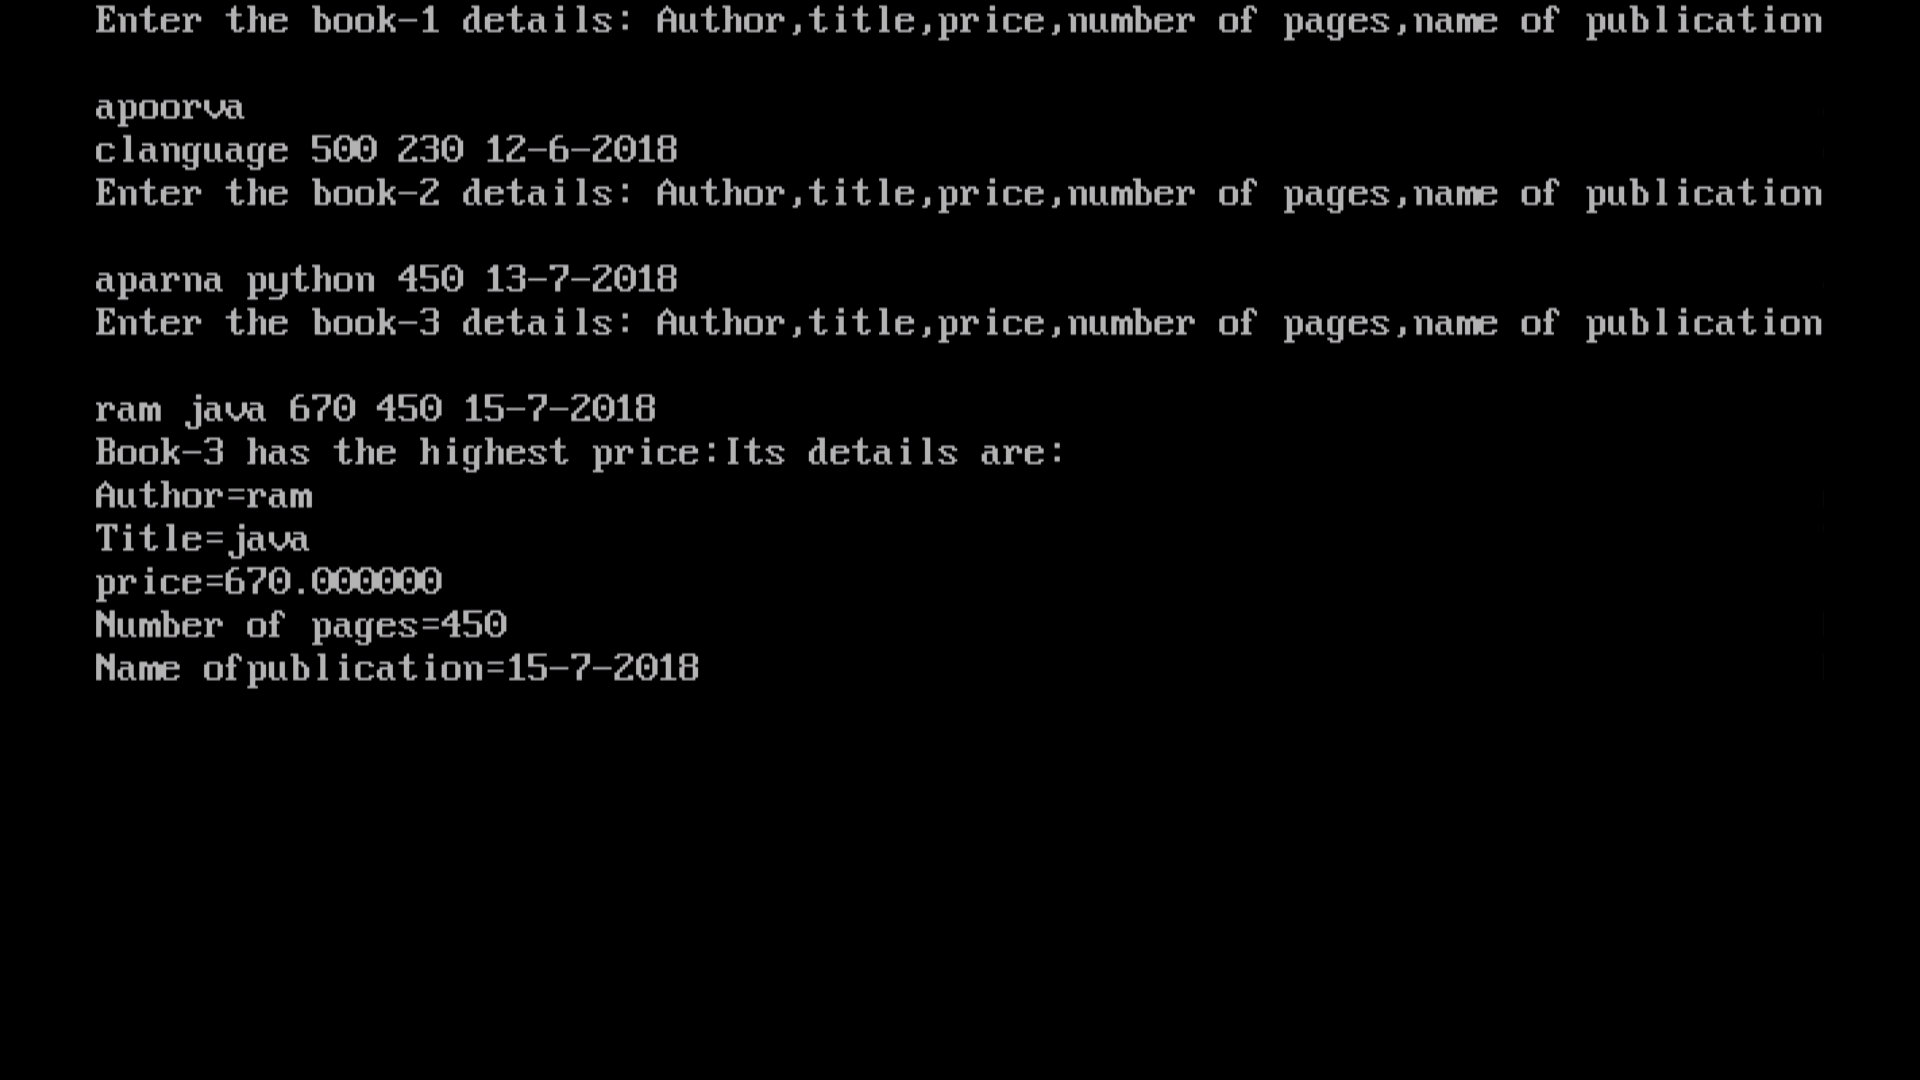 Enter the book-1 details: Author,title,price,number of pages,name of publication
apoorva
clanguage 500 230 12-6-2018
Enter the book-2 details: Author,title,price,number of pages,name of publication
aparna python 450 13-7-2018
Enter the book-3 details: Author,title,price,number of pages,name of publication
ram java 670 450 15-7-2018
Book-3 has the highest price:Its details are:
Author=ram
Title=java
price=670.000000
Number of pages=450
Name ofpublication=15-7-2018